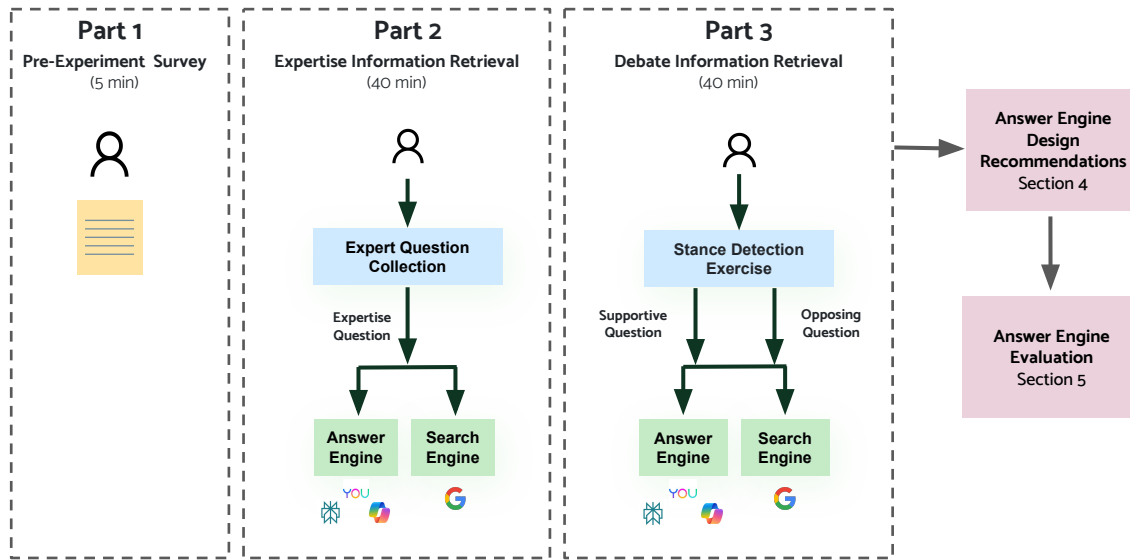 Part 1
Pre-Experiment Survey
(5 min)
Part 2
Expertise Information Retrieval
(40 min)
Expert Question
Collection
Expertise
Question
Answer
Engine
Search
Engine
YOU
G
Part 3
Debate Information Retrieval
(40 min)
Stance Detection
Exercise
Supportive
Question
Opposing
Question
Answer
Engine
Search
Engine
YOU
G
Answer Engine
Design
Recommendations
Section 4
Answer Engine
Evaluation
Section 5